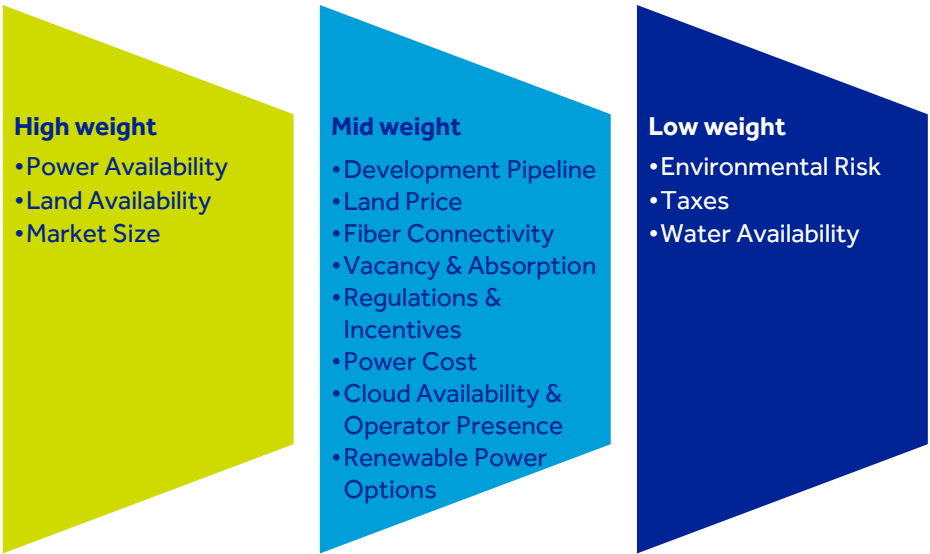 High weight
•Power Availability
•Land Availability
•Market Size
Mid weight
•Development Pipeline
•Land Price
•Fiber Connectivity
•Vacancy & Absorption
•Regulations &
Incentives
•Power Cost
•Cloud Availability &
Operator Presence
•Renewable Power
Options
Low weight
•Environmental Risk
•Taxes
•Water Availability